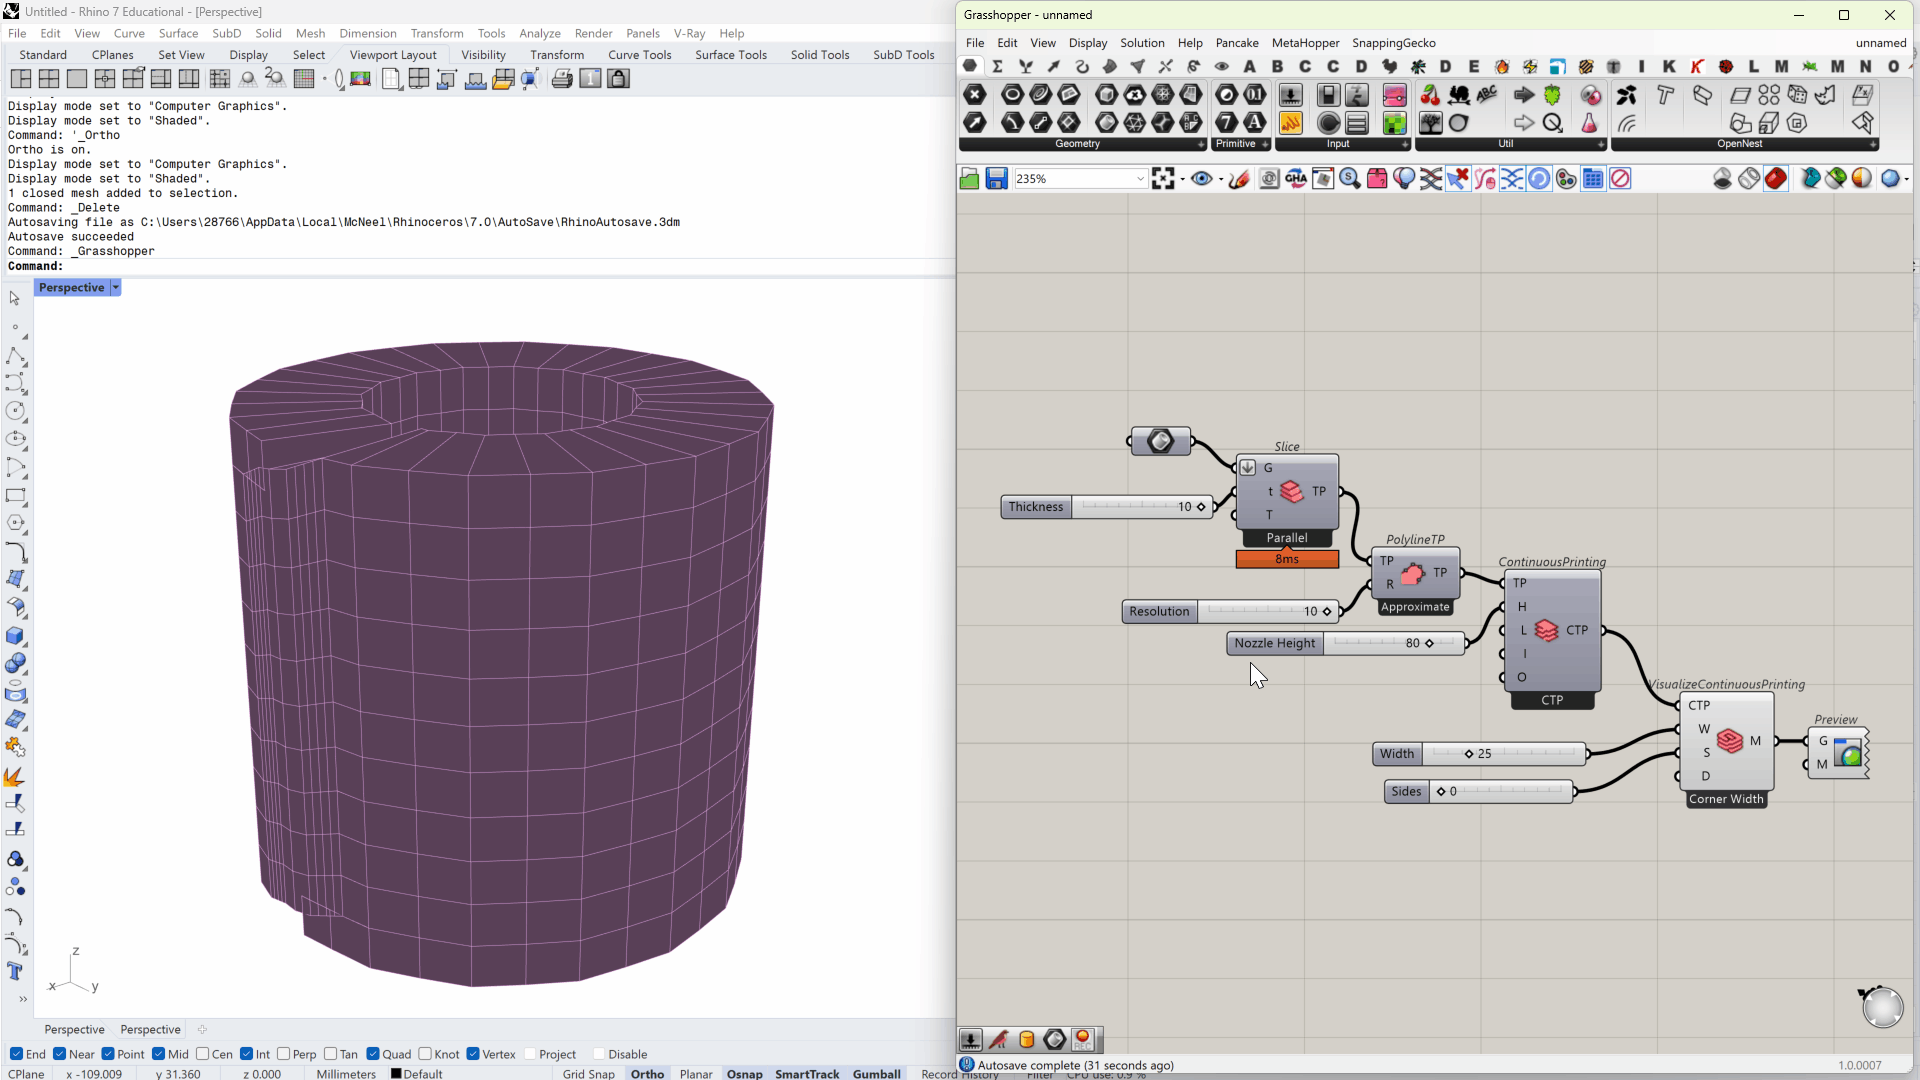 Untitled - Rhino 7 Educational - [Perspective]
File Edit View Curve Surface SubD Solid Mesh Dimension Transform Tools Analyze Render Panels V-Ray Help
Standard CPlanes Set View Display Select Viewport Layout Visibility Transform Curve Tools Surface Tools Solid Tools SubD Tools
Display mode set to "Computer Graphics".
Display mode set to "Shaded".
Command: '_Ortho
Ortho is on.
Display mode set to "Computer Graphics".
Display mode set to "Shaded".
1 closed mesh added to selection.
Command: _Delete
Autosaving file as C:\Users\28766\AppData\Local\McNeel\Rhinoceros\7.0\AutoSave\RhinoAutosave.3dm
Autosave succeeded
Command: _Grasshopper
Command:
Perspective
z
x y
Perspective Perspective
End Near Point Mid Cen Int Perp Tan Quad Knot Vertex Project Disable
CPlane x -109.009 y 31.360 z 0.000 Millimeters Default Grid Snap Ortho Planar Osnap SmartTrack Gumball Record History Filter CPU use: 0.9 %
Grasshopper - unnamed
File Edit View Display Solution Help Pancake MetaHopper SnappingGecko unnamed
A B C C D D E I K K L M M N O
Geometry Primitive Input Util OpenNest
235%
Slice
G
t TP
T
Parallel
8ms
Thickness 10
PolylineTP
TP TP
R
Approximate
Resolution 10
Nozzle Height 80
ContinuousPrinting
TP
H
L CTP
I
O
CTP
VisualizeContinuousPrinting
CTP
W M
S
D
Corner Width
Width 25
Sides 0
Preview
G
M
Autosave complete (31 seconds ago) 1.0.0007